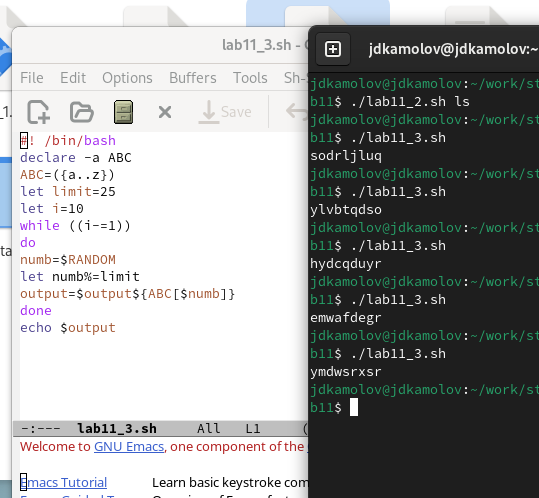 _1.
ta
lab11_3.sh - G
File Edit Options Buffers Tools Sh-S
Save
#! /bin/bash
declare -a ABC
ABC=({a..z})
let limit=25
let i=10
while ((i-=1))
do
numb=$RANDOM
let numb%=limit
output=$output${ABC[$numb]}
done
echo $output
-:--- lab11_3.sh All L1 (
Welcome to GNU Emacs, one component of the
Emacs Tutorial Learn basic keystroke com
jdkamolov@jdkamolov:~
jdkamolov@jdkamolov:~/work/st
b11$ ./lab11_2.sh ls
jdkamolov@jdkamolov:~/work/st
b11$ ./lab11_3.sh
sodrljluq
jdkamolov@jdkamolov:~/work/st
b11$ ./lab11_3.sh
ylvbtqdso
jdkamolov@jdkamolov:~/work/st
b11$ ./lab11_3.sh
hydcqduyr
jdkamolov@jdkamolov:~/work/st
b11$ ./lab11_3.sh
emwafdegr
jdkamolov@jdkamolov:~/work/st
b11$ ./lab11_3.sh
ymdwsrxsr
jdkamolov@jdkamolov:~/work/st
b11$